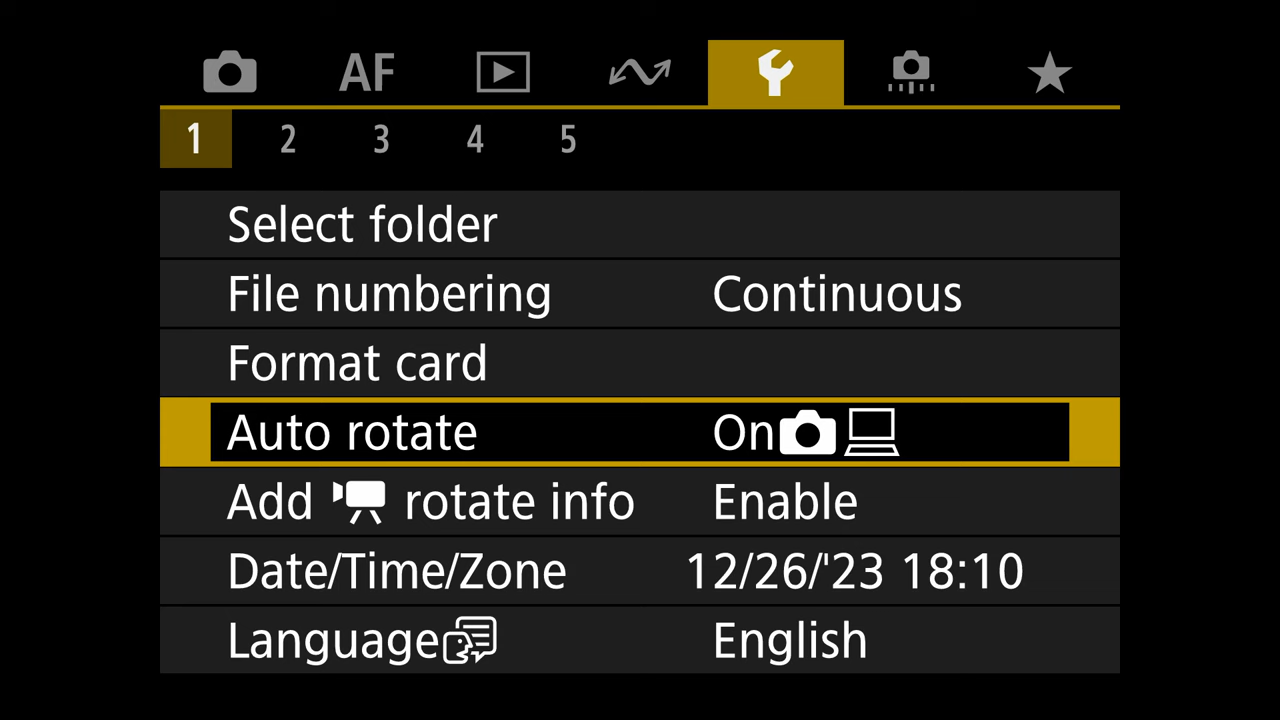 AF
1 2 3 4 5
Select folder
File numbering Continuous
Format card
Auto rotate On
Add rotate info Enable
Date/Time/Zone 12/26/'23 18:10
Language English